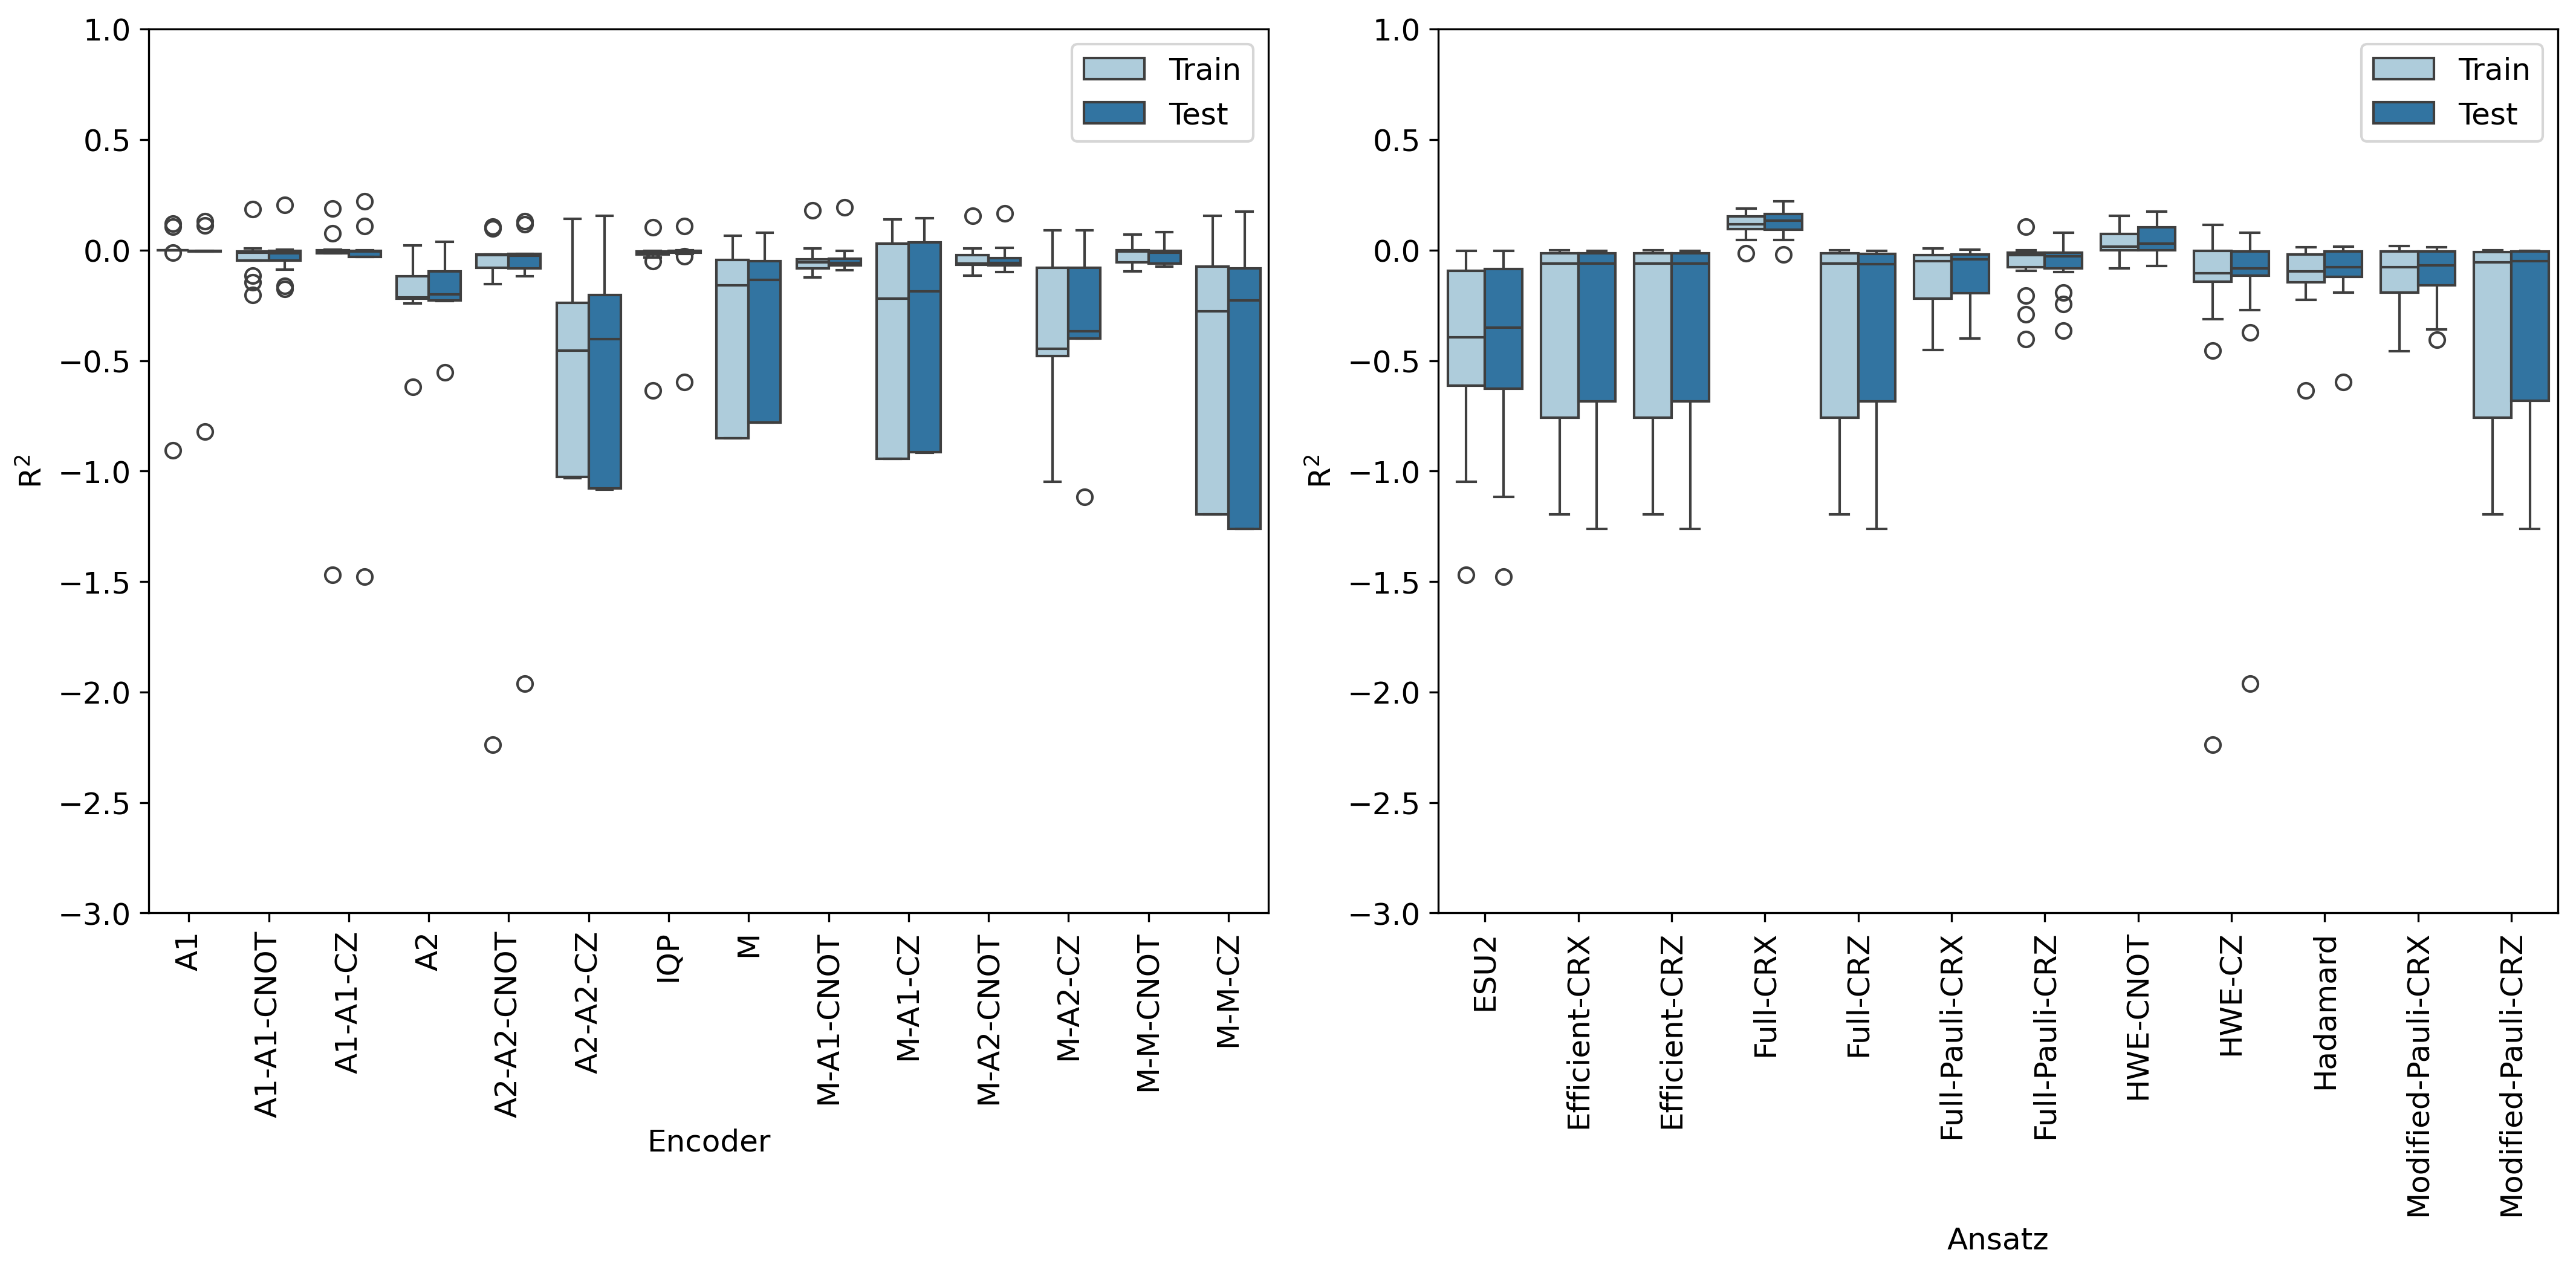 1.0
0.5
0.0
−0.5
−1.0
−1.5
−2.0
−2.5
−3.0
R²
Train
Test
A1
A1-A1-CNOT
A1-A1-CZ
A2
A2-A2-CNOT
A2-A2-CZ
IQP
M
M-A1-CNOT
M-A1-CZ
M-A2-CNOT
M-A2-CZ
M-M-CNOT
M-M-CZ
Encoder
1.0
0.5
0.0
−0.5
−1.0
−1.5
−2.0
−2.5
−3.0
R²
Train
Test
ESU2
Efficient-CRX
Efficient-CRZ
Full-CRX
Full-CRZ
Full-Pauli-CRX
Full-Pauli-CRZ
HWE-CNOT
HWE-CZ
Hadamard
Modified-Pauli-CRX
Modified-Pauli-CRZ
Ansatz